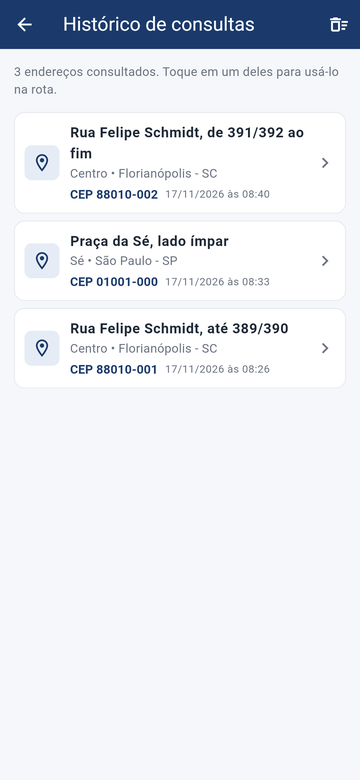 Histórico de consultas
3 endereços consultados. Toque em um deles para usá-lo
na rota.
Rua Felipe Schmidt, de 391/392 ao
fim
Centro • Florianópolis - SC
CEP 88010-002 17/11/2026 às 08:40
Praça da Sé, lado ímpar
Sé • São Paulo - SP
CEP 01001-000 17/11/2026 às 08:33
Rua Felipe Schmidt, até 389/390
Centro • Florianópolis - SC
CEP 88010-001 17/11/2026 às 08:26